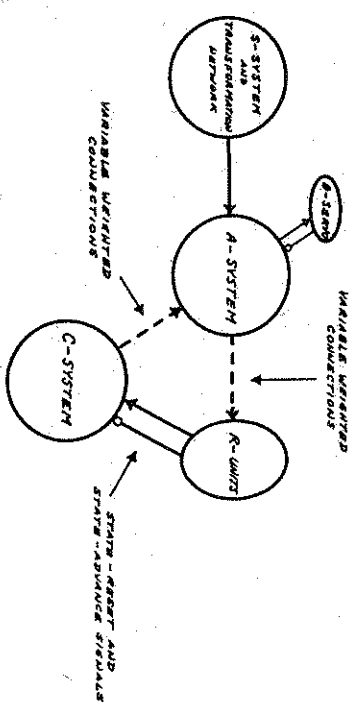 S-SYSTEM
AND
TRANSFORMATION
NETWORK
θ-SERVO
A-SYSTEM
VARIABLE WEIGHTED
CONNECTIONS
R-UNITS
VARIABLE WEIGHTED
CONNECTIONS
C-SYSTEM
STATE-RESET AND
STATE-ADVANCE SIGNALS